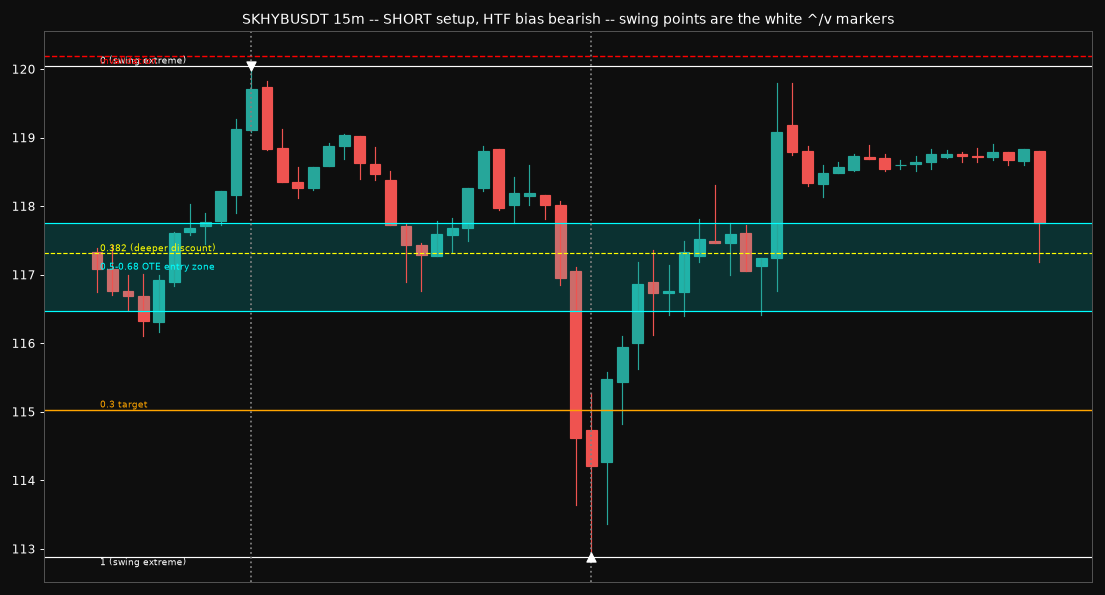 SKHYBUSDT 15m -- SHORT setup, HTF bias bearish -- swing points are the white ^/v markers
0 (swing extreme)
120
119
118
0.382 (deeper discount)
0.5-0.68 OTE entry zone
117
116
0.3 target
115
114
113
1 (swing extreme)